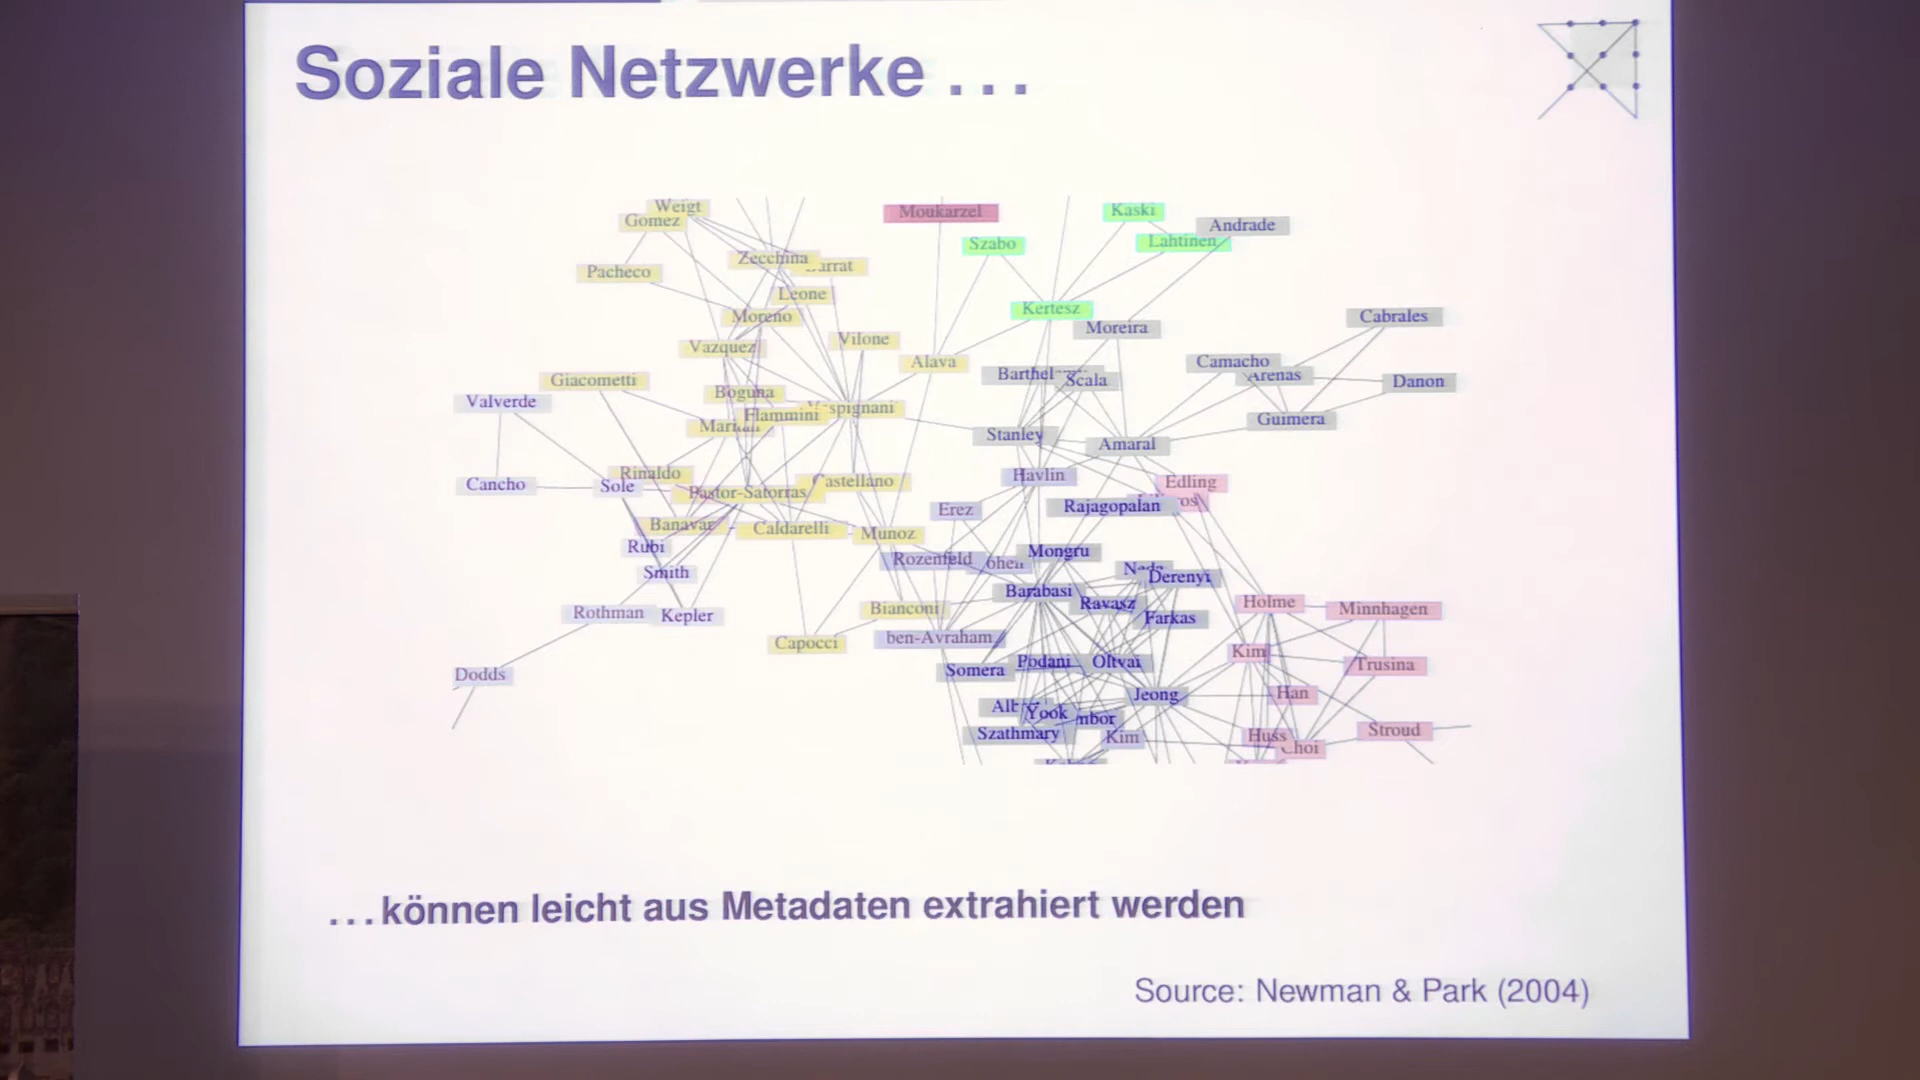 Soziale Netzwerke ...
Weigt
Gomez
Moukarzel
Kaski
Andrade
Szabo
Lahtinen
Zecchina
Pacheco
Leone
Kertesz
Moreno
Moreira
Cabrales
Vilone
Vazquez
Alava
Camacho
Arenas
Scala
Danon
Giacometti
Boguna
Valverde
Flammini
Guimera
Stanley
Amaral
Rinaldo
Havlin
Castellano
Edling
Cancho
Sole
Pastor-Satorras
Erez
Rajagopalan
Banavar
Caldarelli
Munoz
Rubi
Mongru
Rozenfeld
Smith
Derenyi
Barabasi
Ravasz
Holme
Minnhagen
Rothman
Kepler
Bianconi
Farkas
Capocci
ben-Avraham
Kim
Dodds
Somera
Podani
Oltvai
Trusina
Jeong
Han
Yook
Szathmary
Kim
Huss
Choi
Stroud
... können leicht aus Metadaten extrahiert werden
Source: Newman & Park (2004)